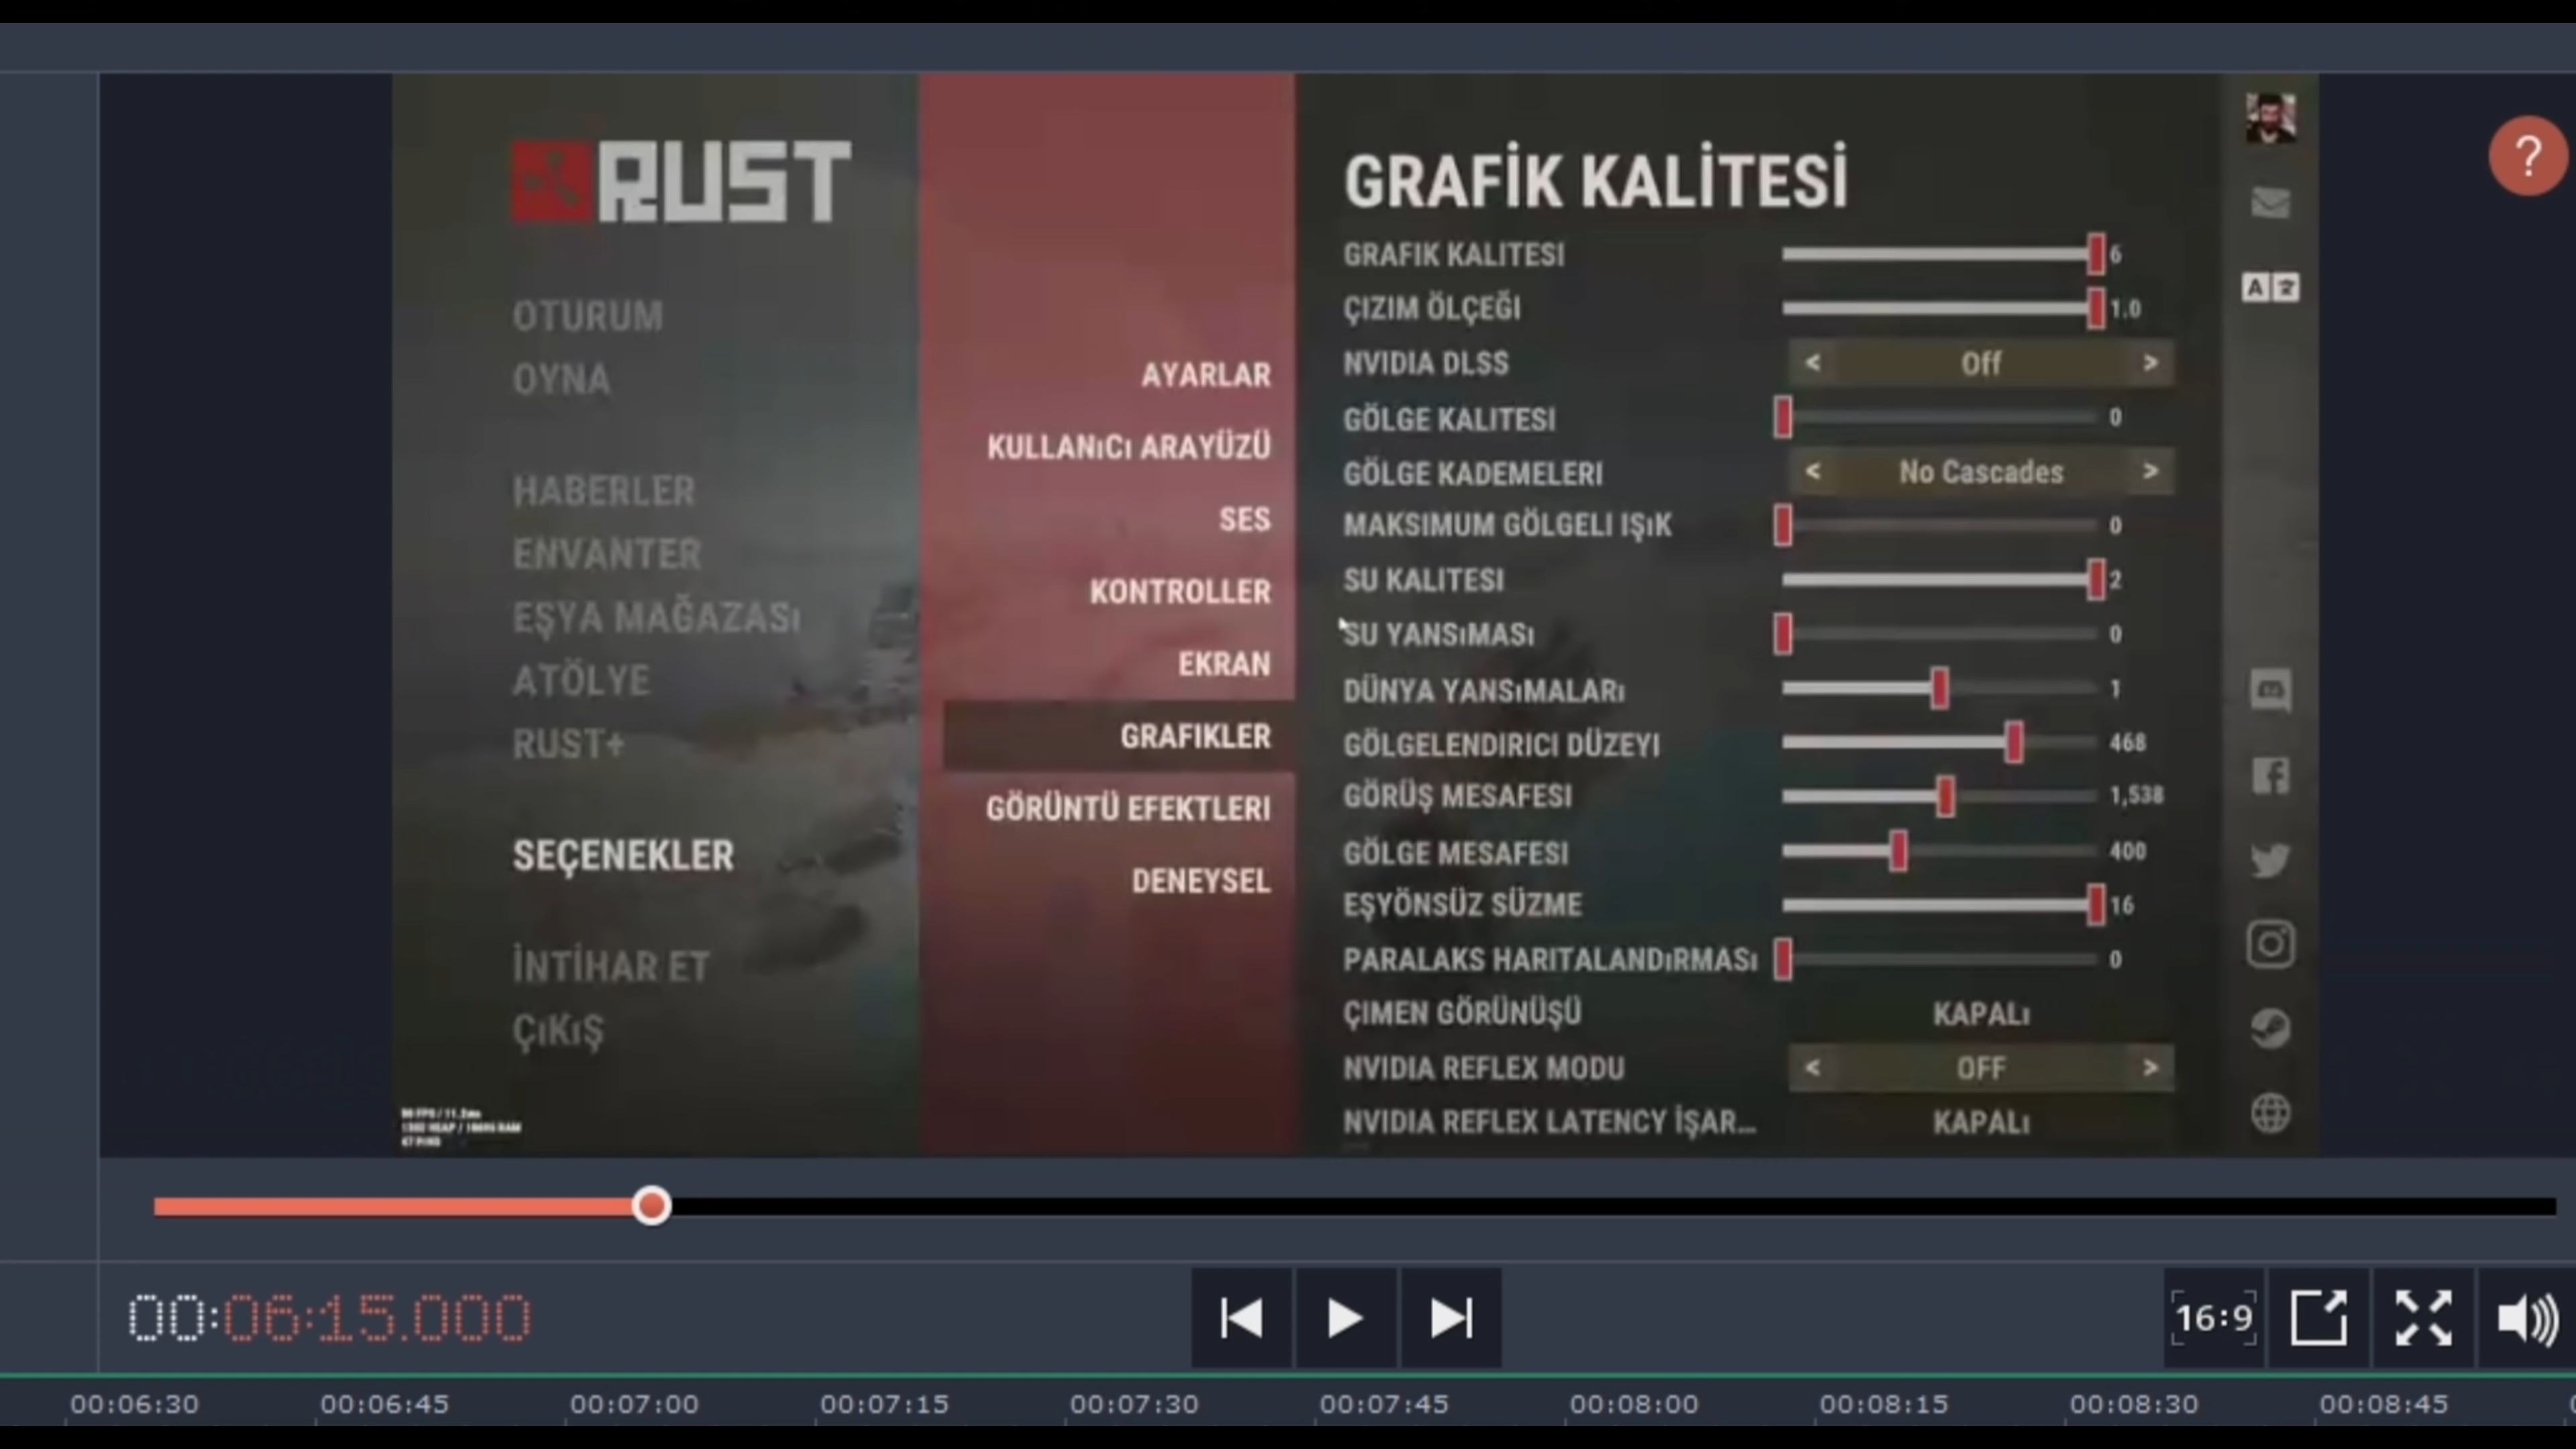 RUST
OTURUM
OYNA
HABERLER
ENVANTER
EŞYA MAĞAZASı
ATÖLYE
RUST+
SEÇENEKLER
İNTİHAR ET
ÇıKıŞ
AYARLAR
KULLANıCı ARAYÜZÜ
SES
KONTROLLER
EKRAN
GRAFIKLER
GÖRÜNTÜ EFEKTLERI
DENEYSEL
GRAFİK KALİTESİ
GRAFIK KALITESI 6
ÇIZIM ÖLÇEĞI 1.0
NVIDIA DLSS < Off >
GÖLGE KALITESI 0
GÖLGE KADEMELERI < No Cascades >
MAKSIMUM GÖLGELI IŞıK 0
SU KALITESI 2
SU YANSıMASı 0
DÜNYA YANSıMALARı 1
GÖLGELENDIRICI DÜZEYI 468
GÖRÜŞ MESAFESI 1,538
GÖLGE MESAFESI 400
EŞYÖNSÜZ SÜZME 16
PARALAKS HARITALANDıRMASı 0
ÇIMEN GÖRÜNÜŞÜ KAPALı
NVIDIA REFLEX MODU < OFF >
NVIDIA REFLEX LATENCY İŞAR... KAPALı
A
?
00:06:15.000
16:9
00:06:30 00:06:45 00:07:00 00:07:15 00:07:30 00:07:45 00:08:00 00:08:15 00:08:30 00:08:45